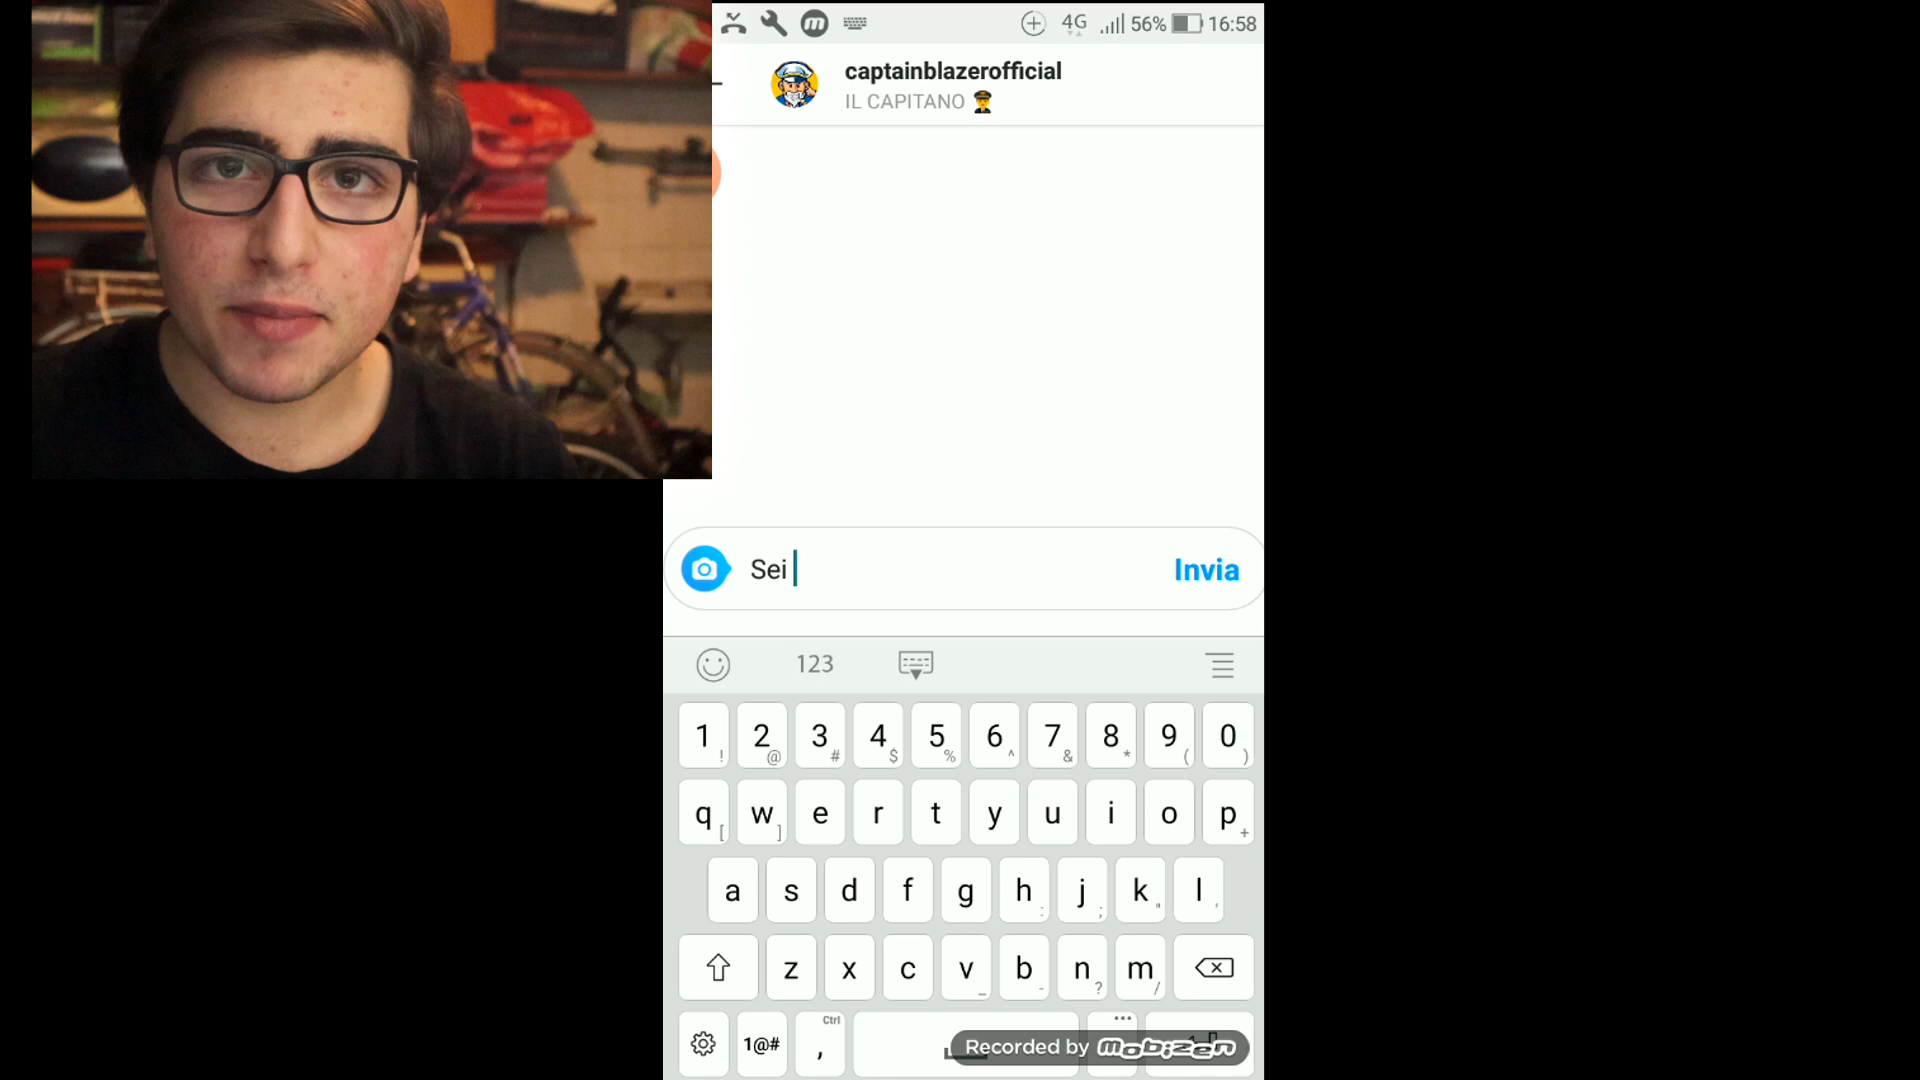 4G 56% 16:58
captainblazerofficial
IL CAPITANO
Sei
Invia
123
1 ! 2 @ 3 # 4 $ 5 % 6 ^ 7 & 8 * 9 ( 0 )
q [ w ] e r t y u i o p +
a s d f g h : j ; k " l '
z x c v _ b - n ? m /
1@# Ctrl ,
Recorded by mobizen